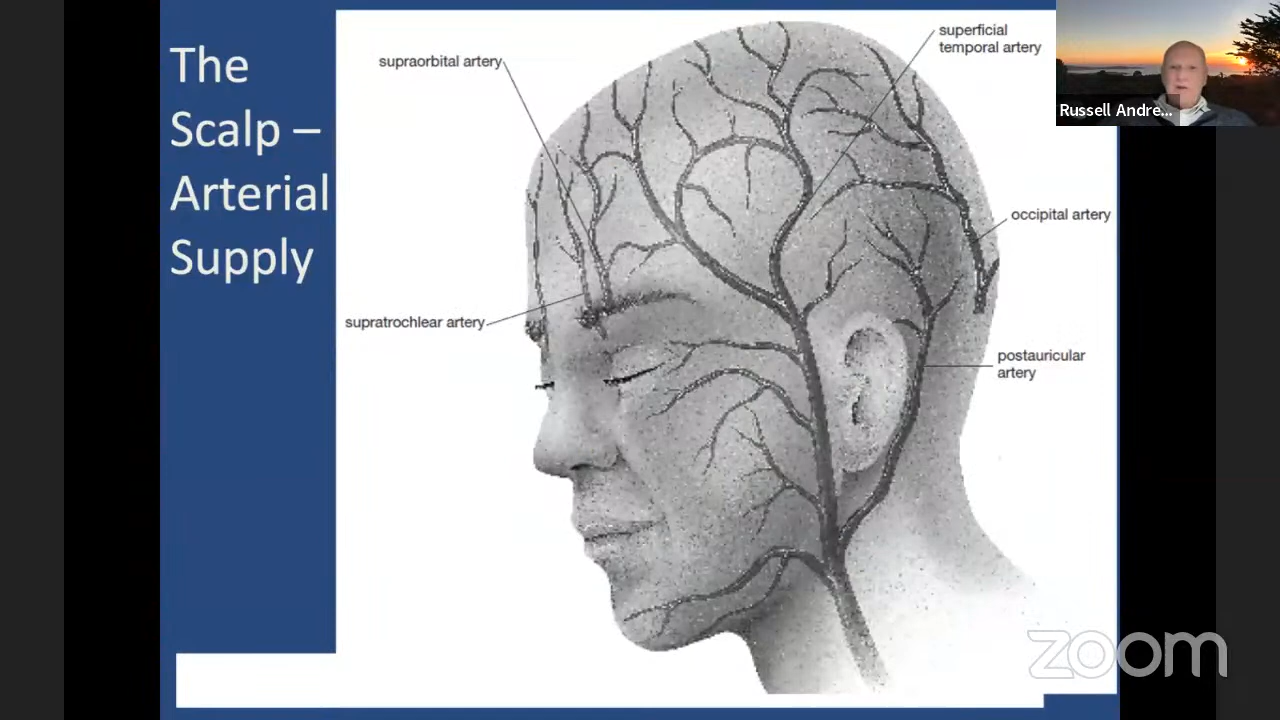 The
Scalp –
Arterial
Supply
supraorbital artery
superficial
temporal artery
Russell Andre...
occipital artery
supratrochlear artery
postauricular
artery
zoom